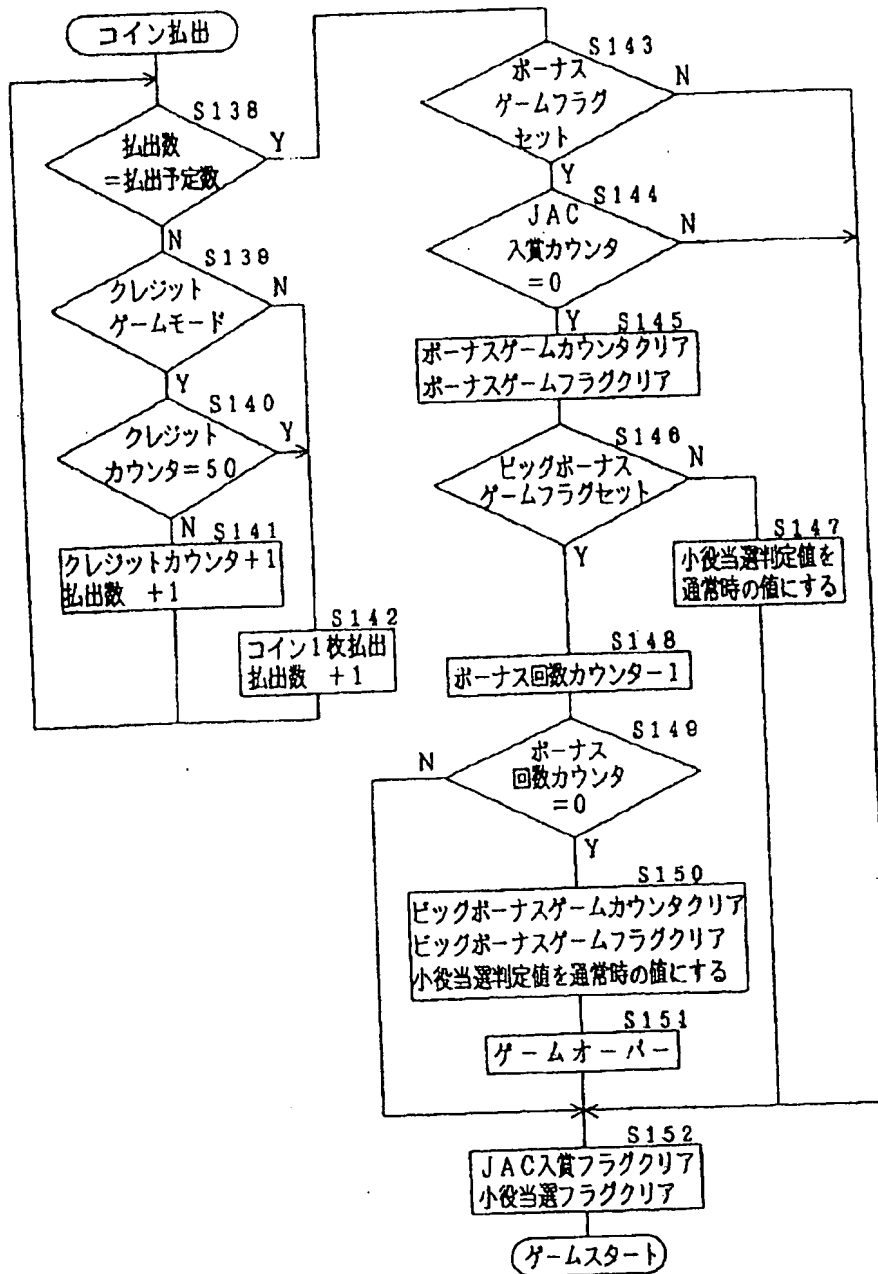 コイン払出
S138
払出数
=払出予定数
Y
N
S139
クレジット
ゲームモード
N
Y
S140
クレジット
カウンタ=50
Y
N
S141
クレジットカウンタ+1
払出数 +1
S142
コイン1枚払出
払出数 +1
S143
ボーナス
ゲームフラグ
セット
N
Y
S144
JAC
入賞カウンタ
=0
N
Y
S145
ボーナスゲームカウンタクリア
ボーナスゲームフラグクリア
S146
ビッグボーナス
ゲームフラグセット
N
Y
S147
小役当選判定値を
通常時の値にする
S148
ボーナス回数カウンター1
S149
ボーナス
回数カウンタ
=0
N
Y
S150
ビッグボーナスゲームカウンタクリア
ビッグボーナスゲームフラグクリア
小役当選判定値を通常時の値にする
S151
ゲームオーバー
S152
JAC入賞フラグクリア
小役当選フラグクリア
ゲームスタート